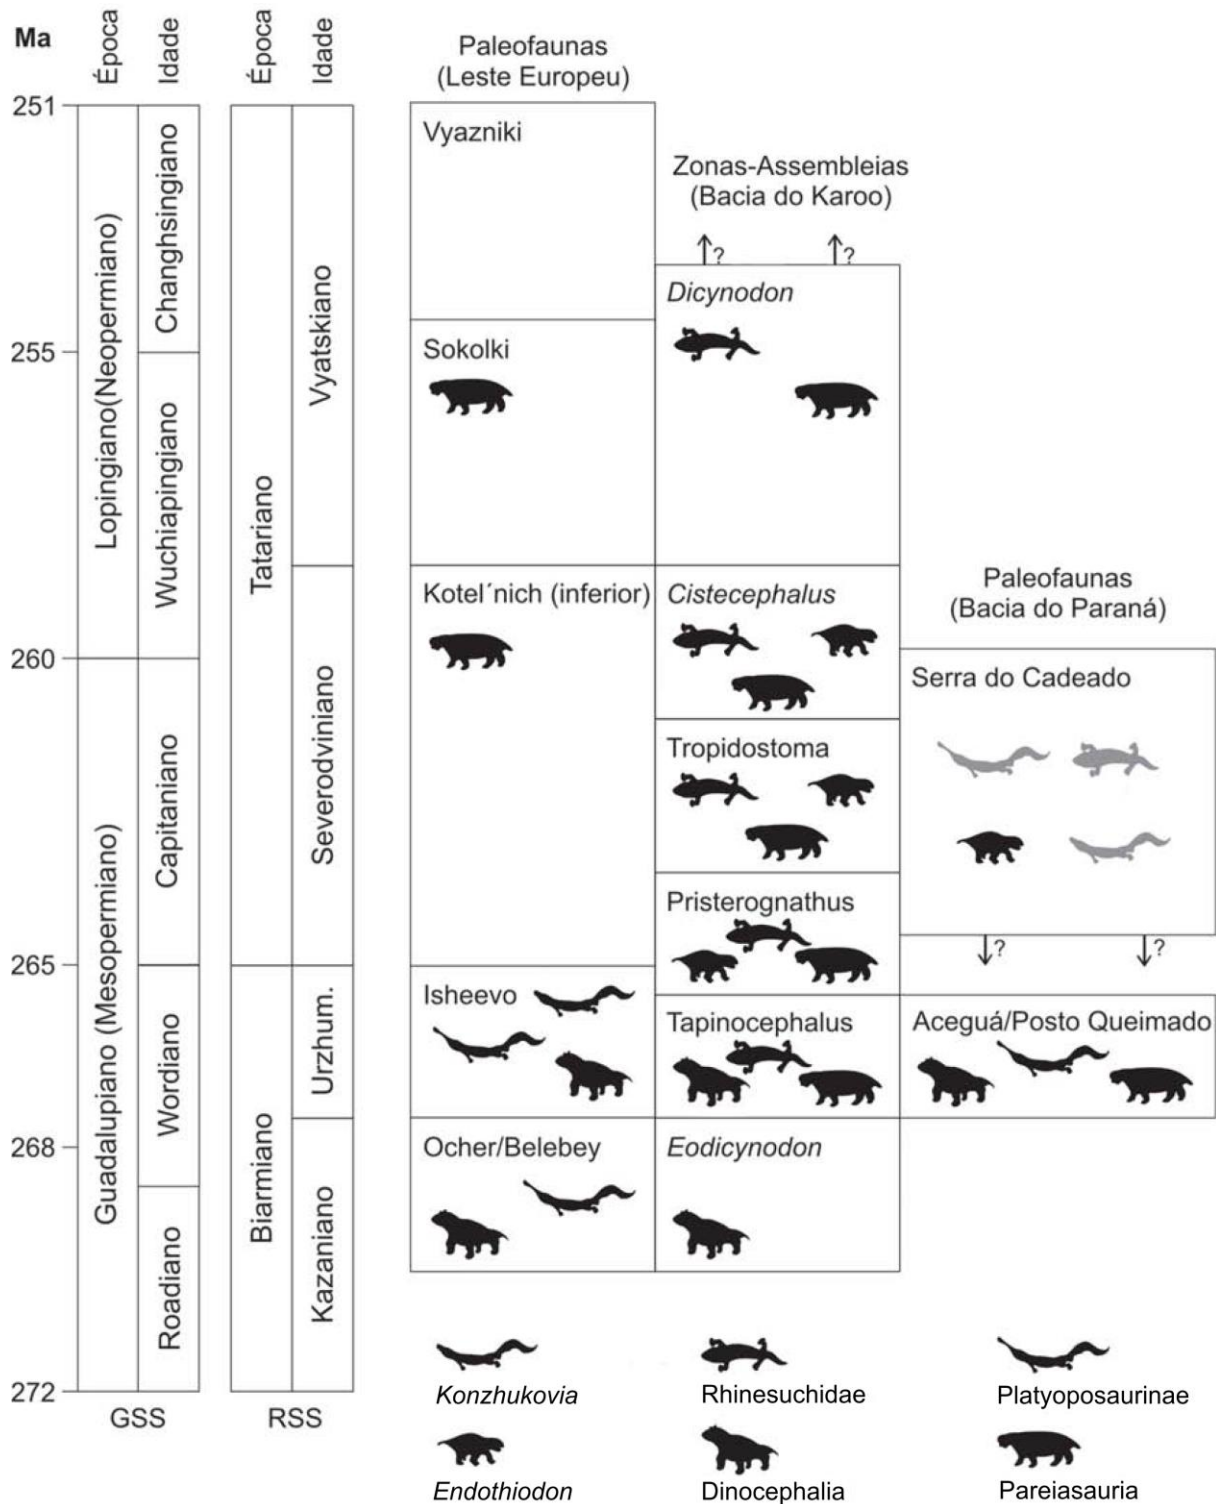 Ma
Época
Idade
Época
Idade
Paleofaunas
(Leste Europeu)
Zonas-Assembleias
(Bacia do Karoo)
Paleofaunas
(Bacia do Paraná)
251
255
260
265
268
272
Lopingiano(Neopermiano)
Guadalupiano (Mesopermiano)
Changhsingiano
Wuchiapingiano
Capitaniano
Wordiano
Roadiano
GSS
Tatariano
Biarmiano
Vyatskiano
Severodviniano
Urzhum.
Kazaniano
RSS
Vyazniki
Sokolki
Kotel´nich (inferior)
Isheevo
Ocher/Belebey
?
?
Dicynodon
Cistecephalus
Tropidostoma
Pristerognathus
Tapinocephalus
Eodicynodon
Serra do Cadeado
?
?
Aceguá/Posto Queimado
Konzhukovia
Rhinesuchidae
Platyoposaurinae
Endothiodon
Dinocephalia
Pareiasauria